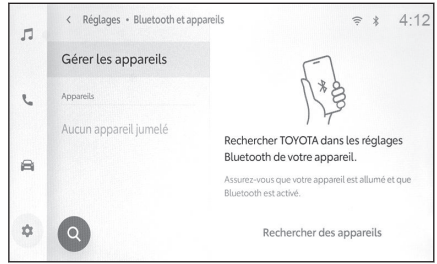 < Réglages • Bluetooth et appareils
4:12
Gérer les appareils
Appareils
Aucun appareil jumelé
Rechercher TOYOTA dans les réglages
Bluetooth de votre appareil.
Assurez-vous que votre appareil est allumé et que
Bluetooth est activé.
Rechercher des appareils